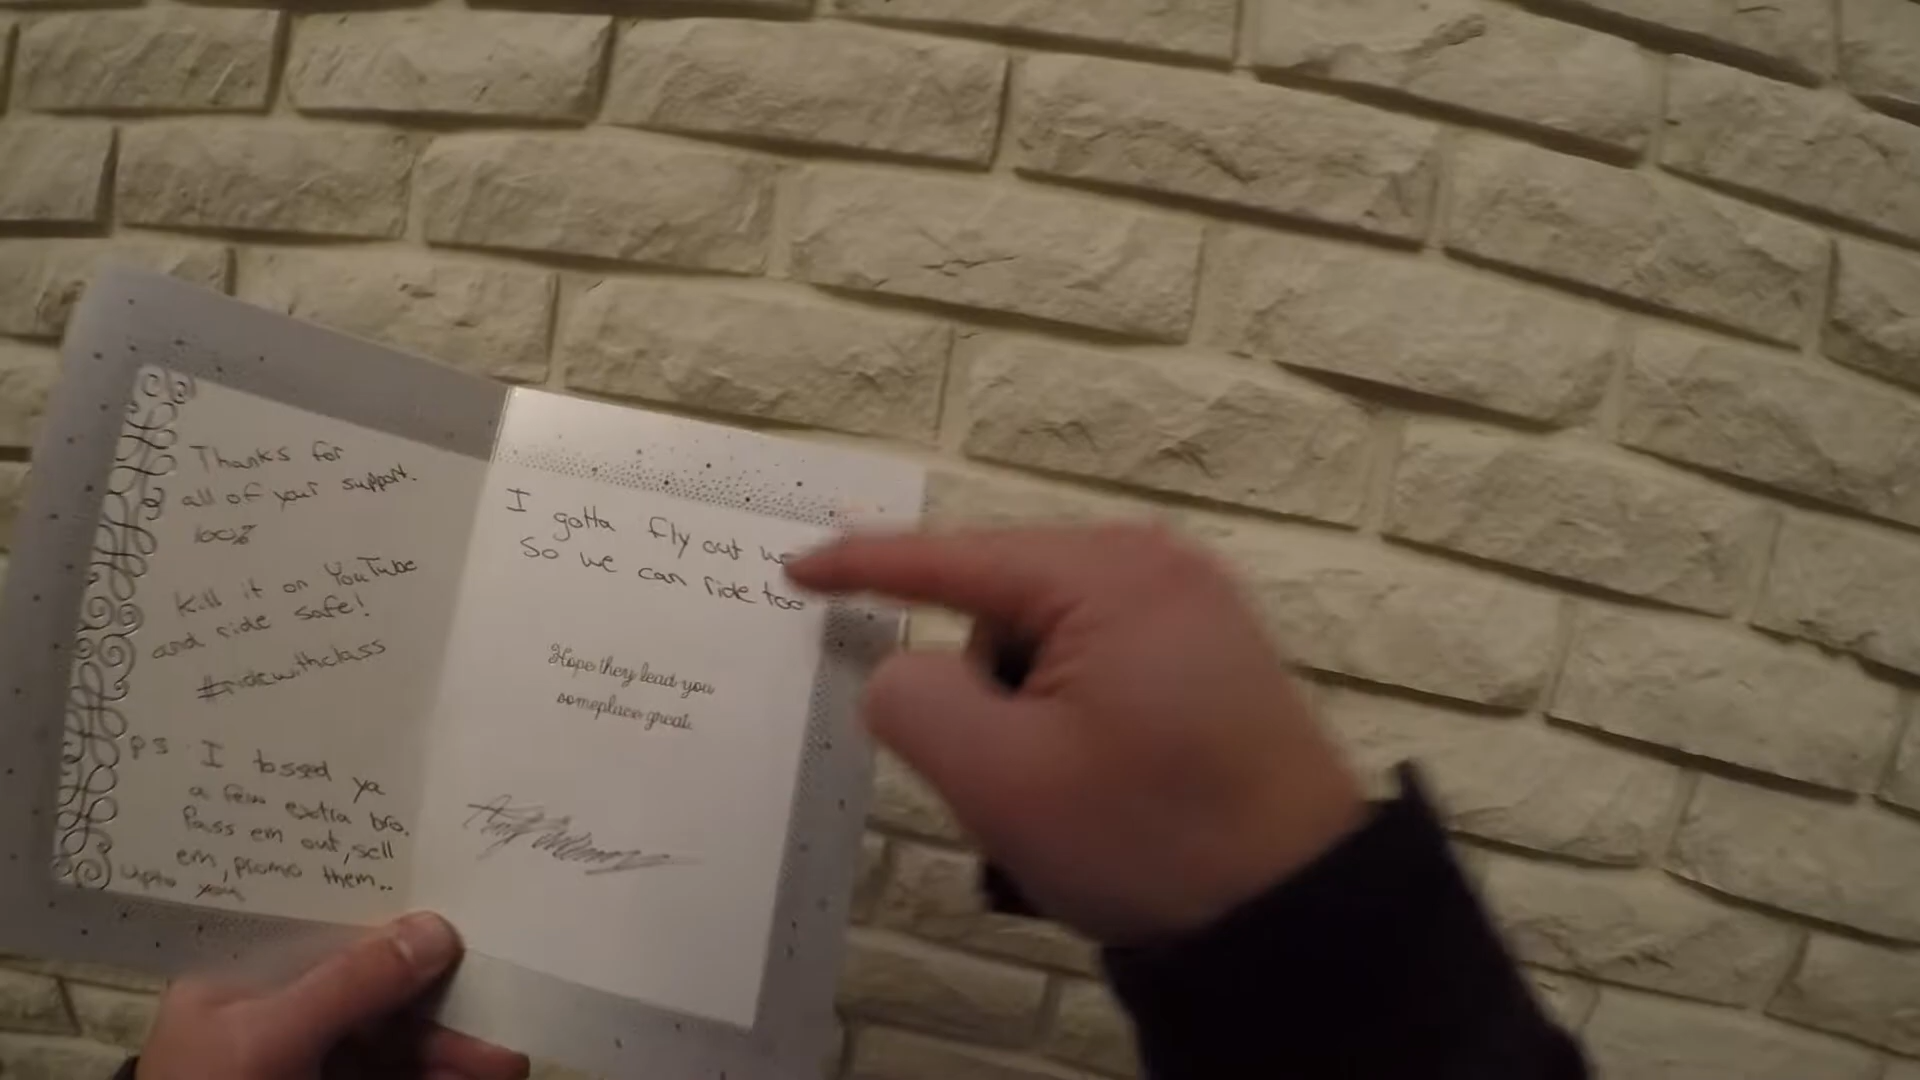 Thanks for
all of your support.
100%
Kill it on YouTube
and ride safe!
#ridewithclass
PS I tossed ya
a few extra bro.
Pass em out, sell
em, promo them..
upto you
I gotta fly out
So we can ride too
Hope they lead you
someplace great.